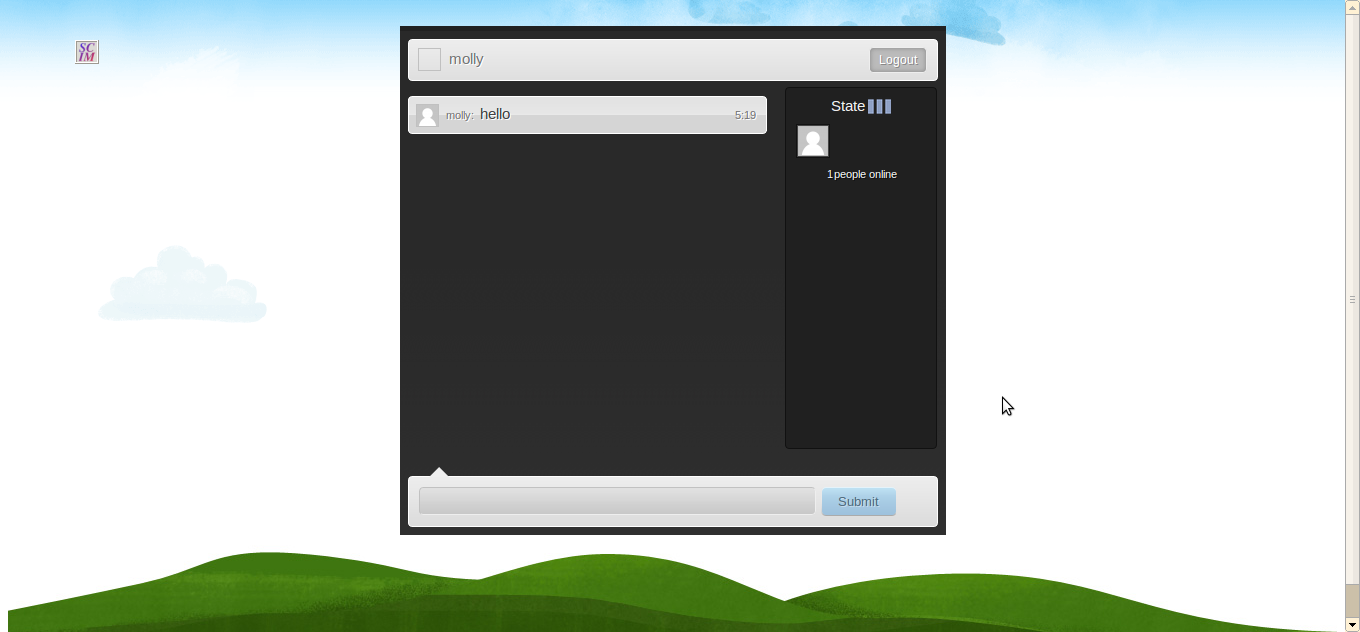 SC
IM
molly
Logout
molly: hello 5:19
State
1people online
Submit